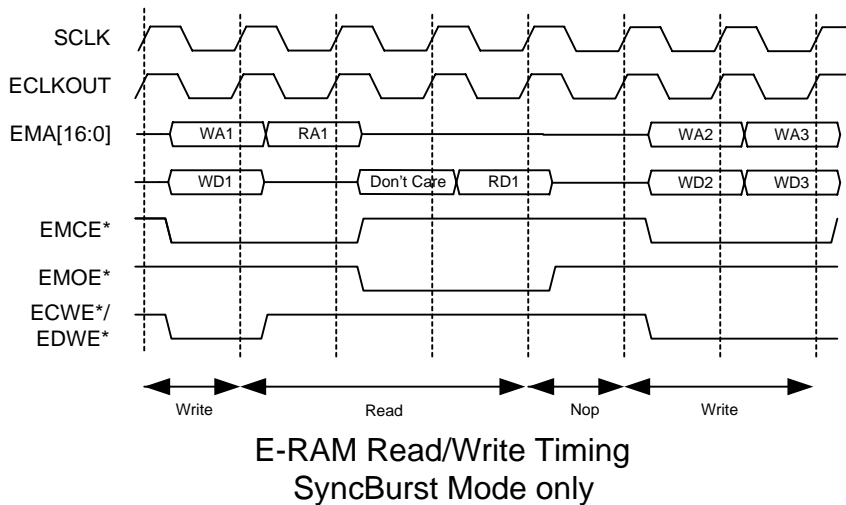 SCLK
ECLKOUT
EMA[16:0] WA1 RA1 WA2 WA3
WD1 Don't Care RD1 WD2 WD3
EMCE*
EMOE*
ECWE*/
EDWE*
Write Read Nop Write
E-RAM Read/Write Timing
SyncBurst Mode only